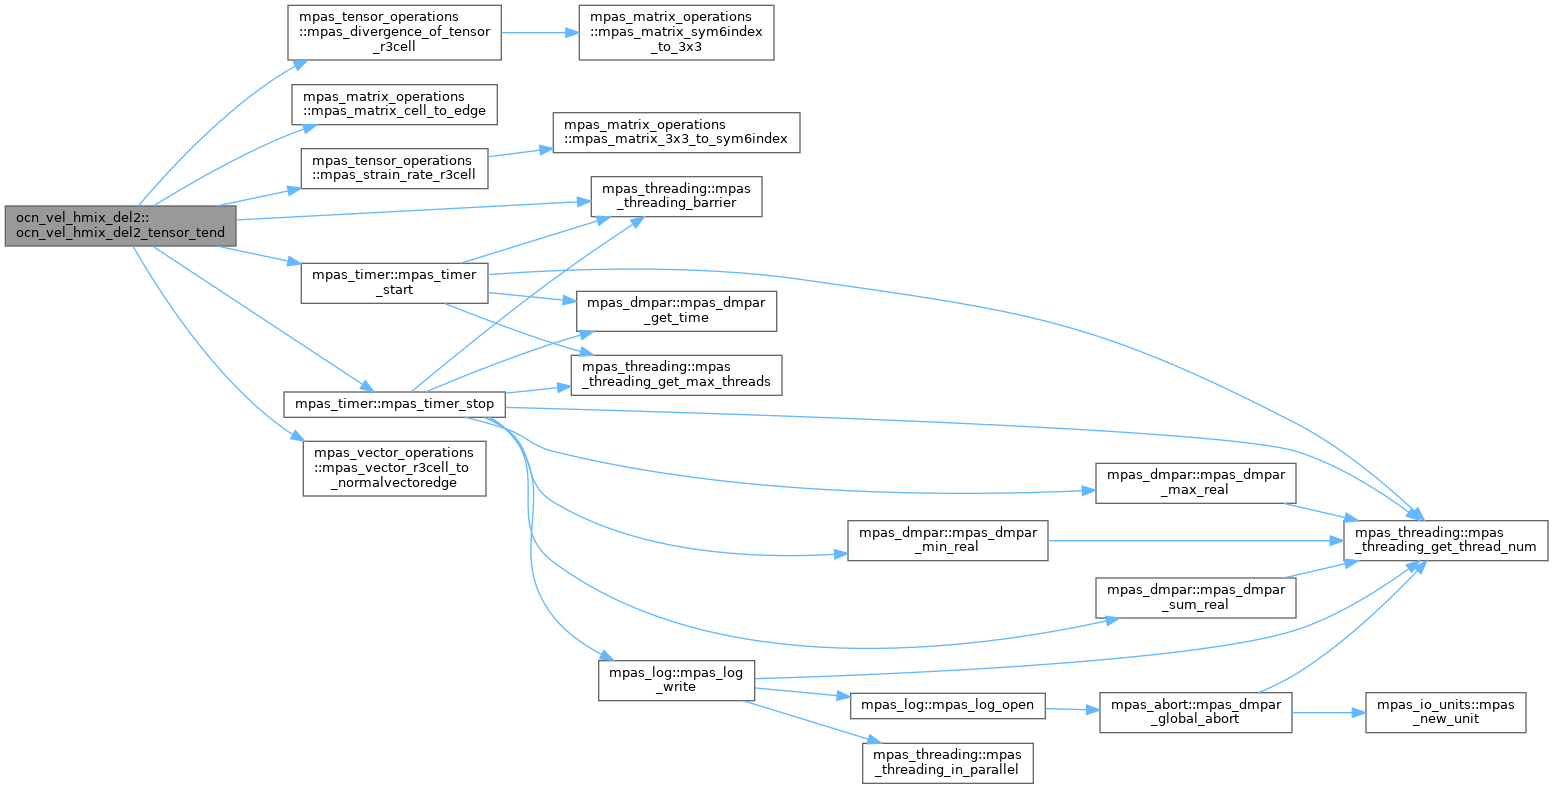 mpas_tensor_operations
::mpas_divergence_of_tensor
_r3cell
mpas_matrix_operations
::mpas_matrix_sym6index
_to_3x3
mpas_matrix_operations
::mpas_matrix_cell_to_edge
mpas_matrix_operations
::mpas_matrix_3x3_to_sym6index
mpas_tensor_operations
::mpas_strain_rate_r3cell
mpas_threading::mpas
_threading_barrier
ocn_vel_hmix_del2::
ocn_vel_hmix_del2_tensor_tend
mpas_timer::mpas_timer
_start
mpas_dmpar::mpas_dmpar
_get_time
mpas_threading::mpas
_threading_get_max_threads
mpas_timer::mpas_timer_stop
mpas_vector_operations
::mpas_vector_r3cell_to
_normalvectoredge
mpas_dmpar::mpas_dmpar
_max_real
mpas_dmpar::mpas_dmpar
_min_real
mpas_threading::mpas
_threading_get_thread_num
mpas_dmpar::mpas_dmpar
_sum_real
mpas_log::mpas_log
_write
mpas_log::mpas_log_open
mpas_abort::mpas_dmpar
_global_abort
mpas_io_units::mpas
_new_unit
mpas_threading::mpas
_threading_in_parallel